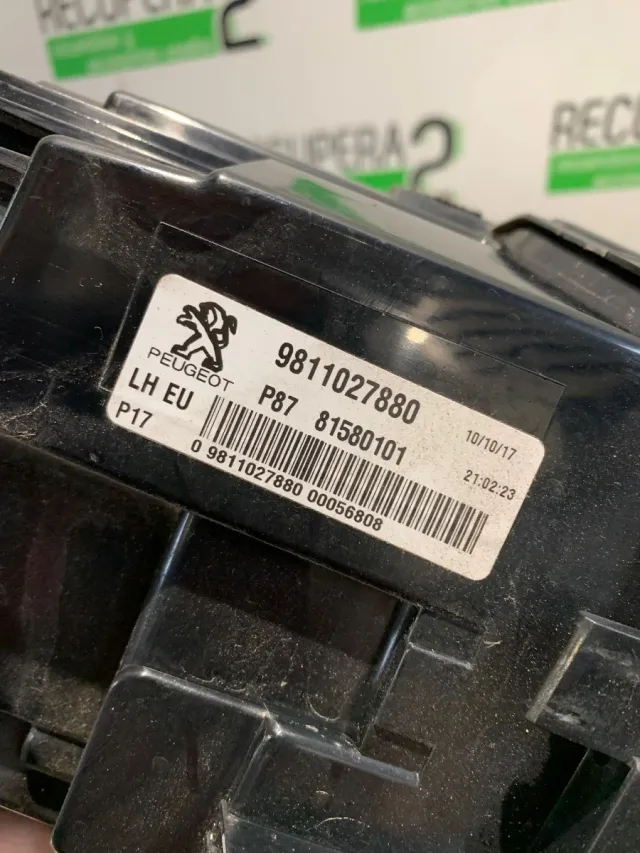 RECUPERA 2
RECUPERA 2
RECU
PEUGEOT
9811027880
LH EU
P87 81580101
10/10/17
P17
21:02:23
0 9811027880 00056808